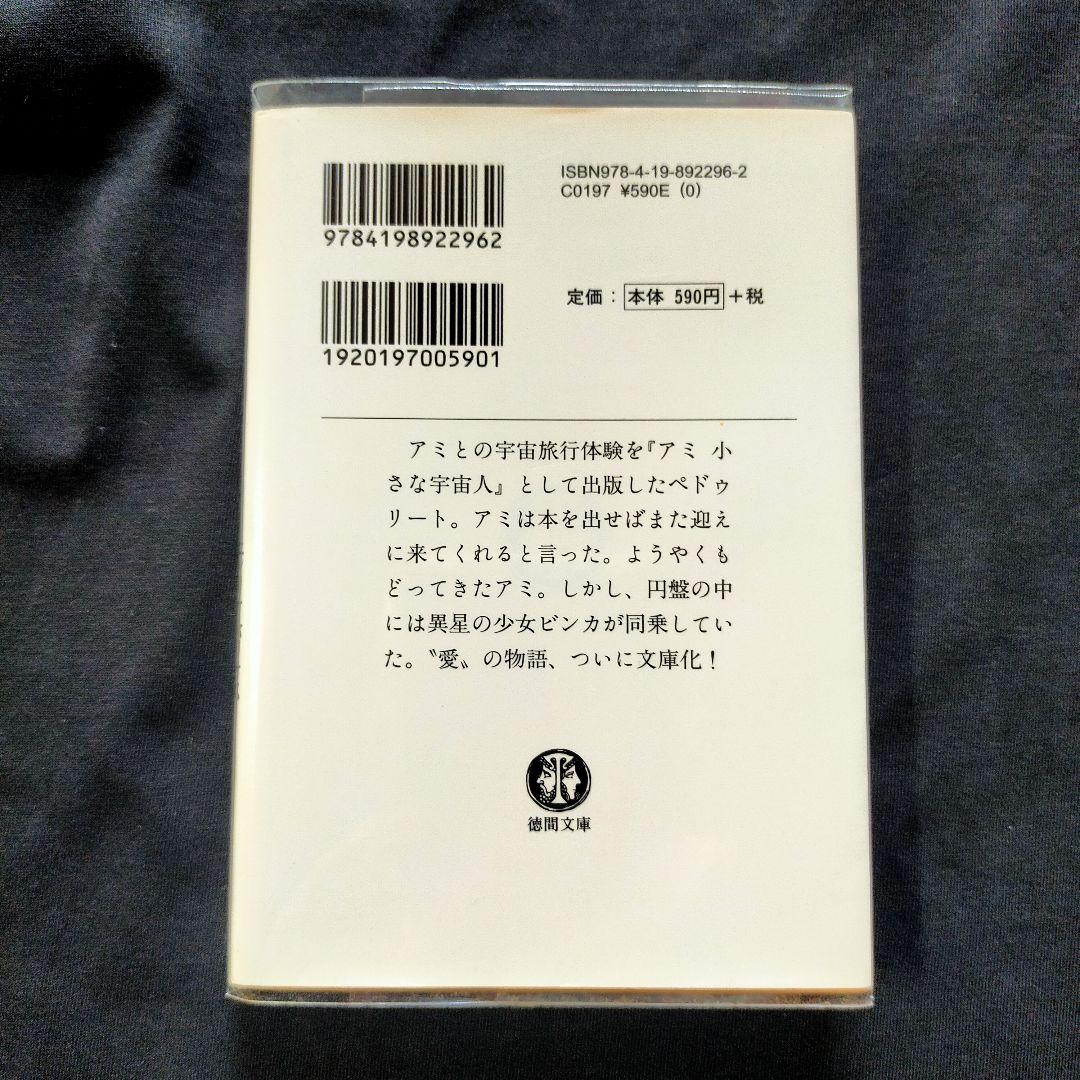 ISBN978-4-19-892296-2
C0197 ¥590E (0)
9784198922962
定価： 本体 590円 +税
1920197005901
アミとの宇宙旅行体験を『アミ 小
さな宇宙人』として出版したペドゥ
リート。アミは本を出せばまた迎え
に来てくれると言った。ようやくも
どってきたアミ。しかし、円盤の中
には異星の少女ビンカが同乗してい
た。〝愛〟の物語、ついに文庫化！
徳間文庫